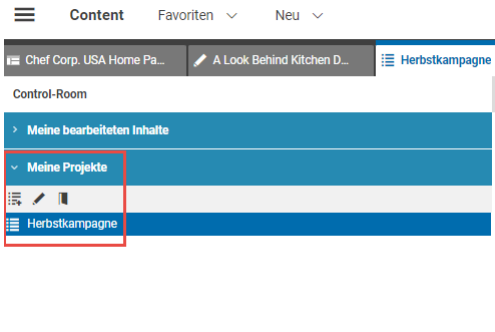 Content Favoriten Neu
Chef Corp. USA Home Pa... A Look Behind Kitchen D... Herbstkampagne
Control-Room
Meine bearbeiteten Inhalte
Meine Projekte
Herbstkampagne